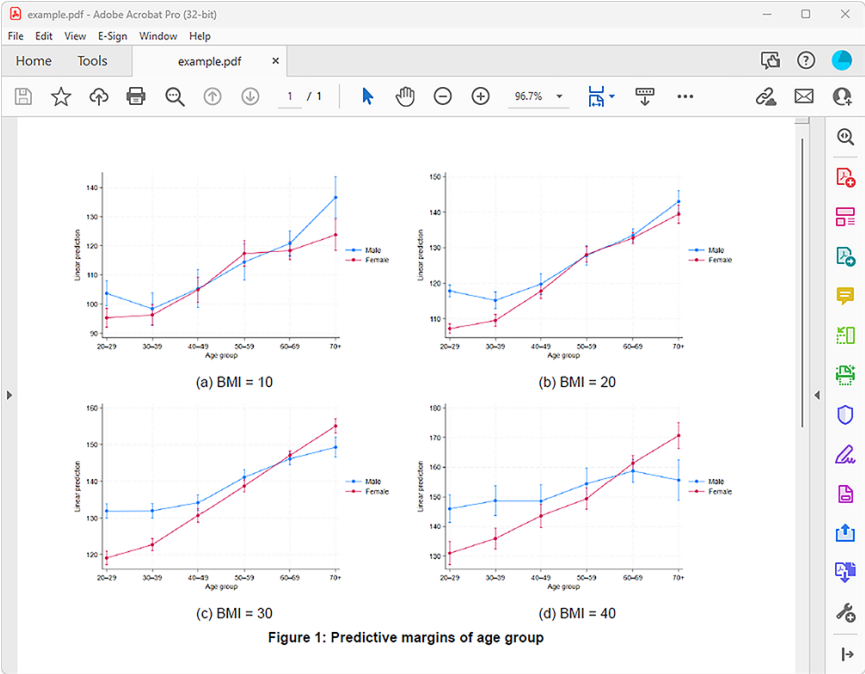 example.pdf - Adobe Acrobat Pro (32-bit)
File Edit View E-Sign Window Help
Home Tools example.pdf ×
1 / 1 96.7%
140
130
120
110
100
90
Linear prediction
20–29 30–39 40–49 50–59 60–69 70+
Age group
Male
Female
(a) BMI = 10
150
140
130
120
110
Linear prediction
20–29 30–39 40–49 50–59 60–69 70+
Age group
Male
Female
(b) BMI = 20
160
150
140
130
120
Linear prediction
20–29 30–39 40–49 50–59 60–69 70+
Age group
Male
Female
(c) BMI = 30
180
170
160
150
140
130
Linear prediction
20–29 30–39 40–49 50–59 60–69 70+
Age group
Male
Female
(d) BMI = 40
Figure 1: Predictive margins of age group